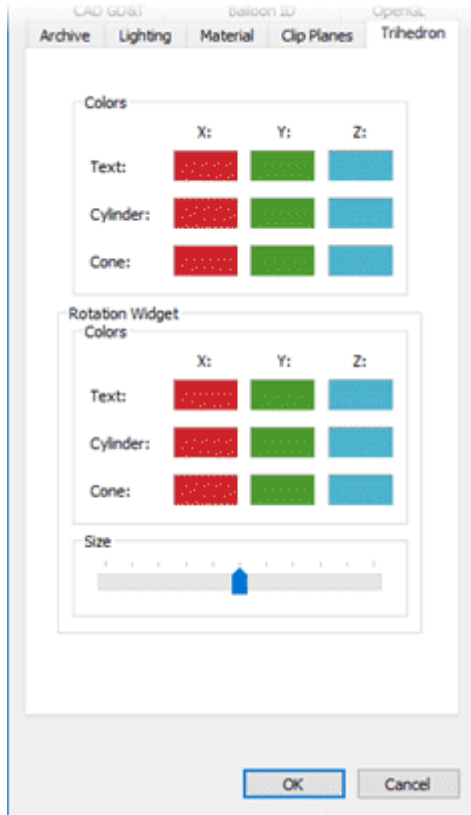 CAD GD&T Balloon ID OpenGL
Archive Lighting Material Clip Planes Trihedron
Colors
X: Y: Z:
Text:
Cylinder:
Cone:
Rotation Widget
Colors
X: Y: Z:
Text:
Cylinder:
Cone:
Size
OK Cancel